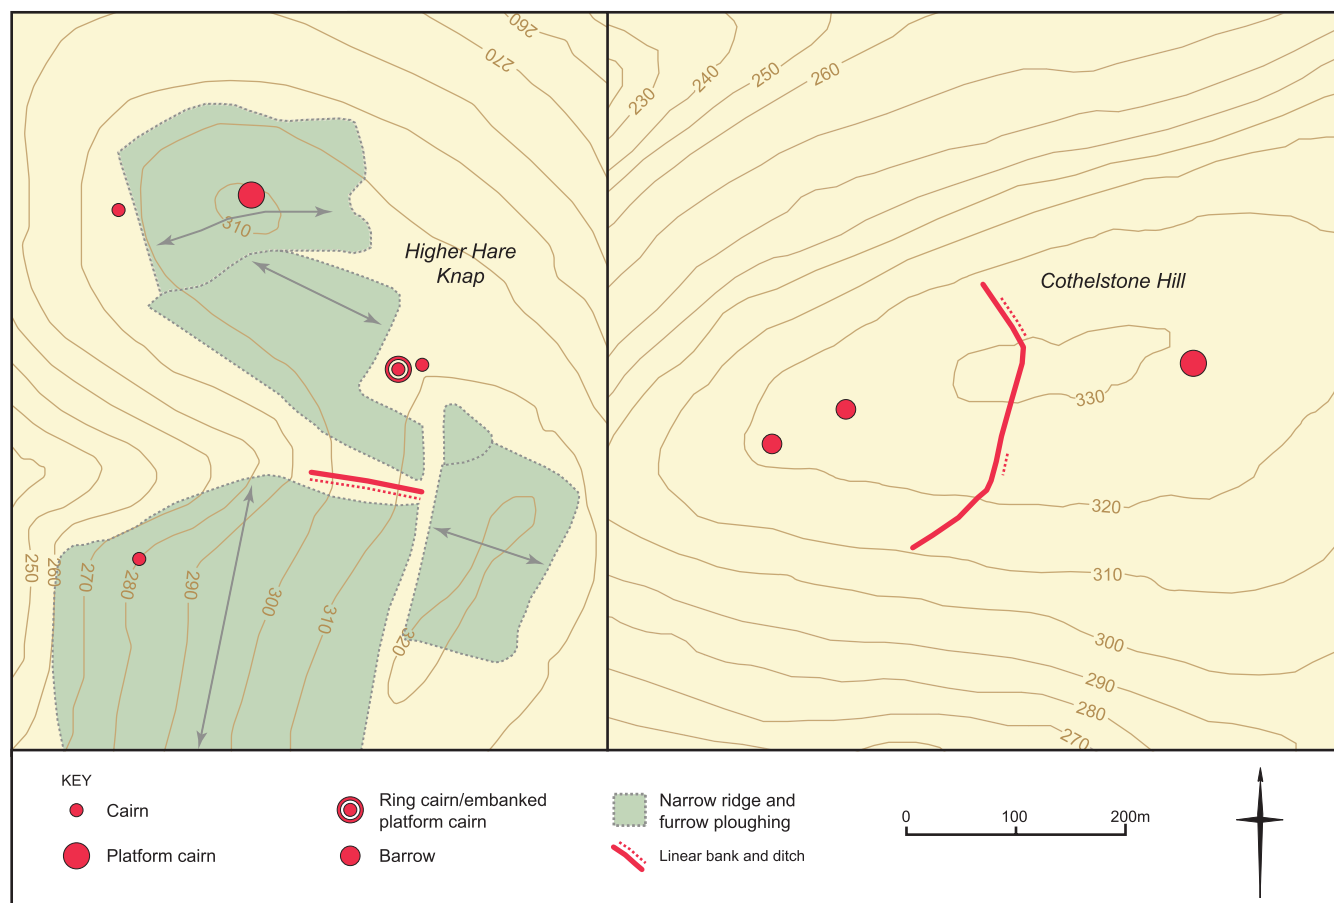 260
270
310
Higher Hare
Knap
250
260
270
280
290
300
310
320
230
240
250
260
Cothelstone Hill
330
320
310
300
290
280
270
KEY
Cairn
Platform cairn
Ring cairn/embanked
platform cairn
Barrow
Narrow ridge and
furrow ploughing
Linear bank and ditch
0 100 200m